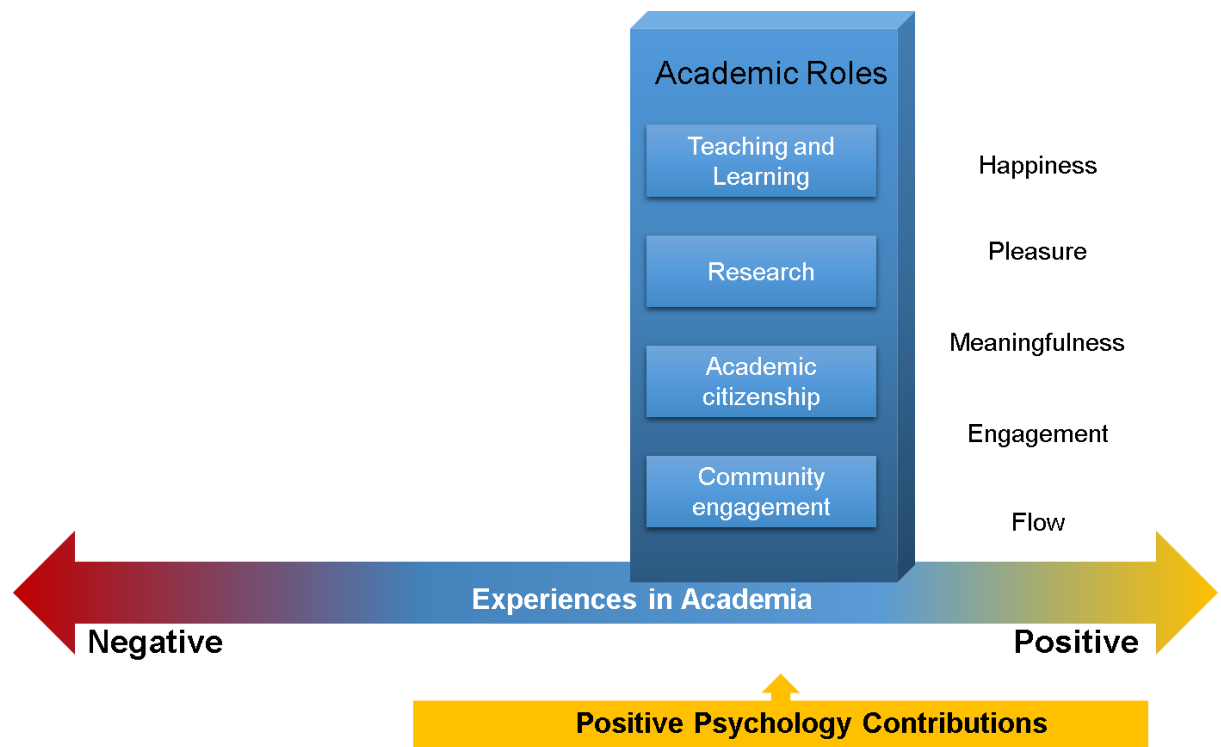 Academic Roles
Teaching and
Learning
Research
Academic
citizenship
Community
engagement
Happiness
Pleasure
Meaningfulness
Engagement
Flow
Experiences in Academia
Negative
Positive
Positive Psychology Contributions